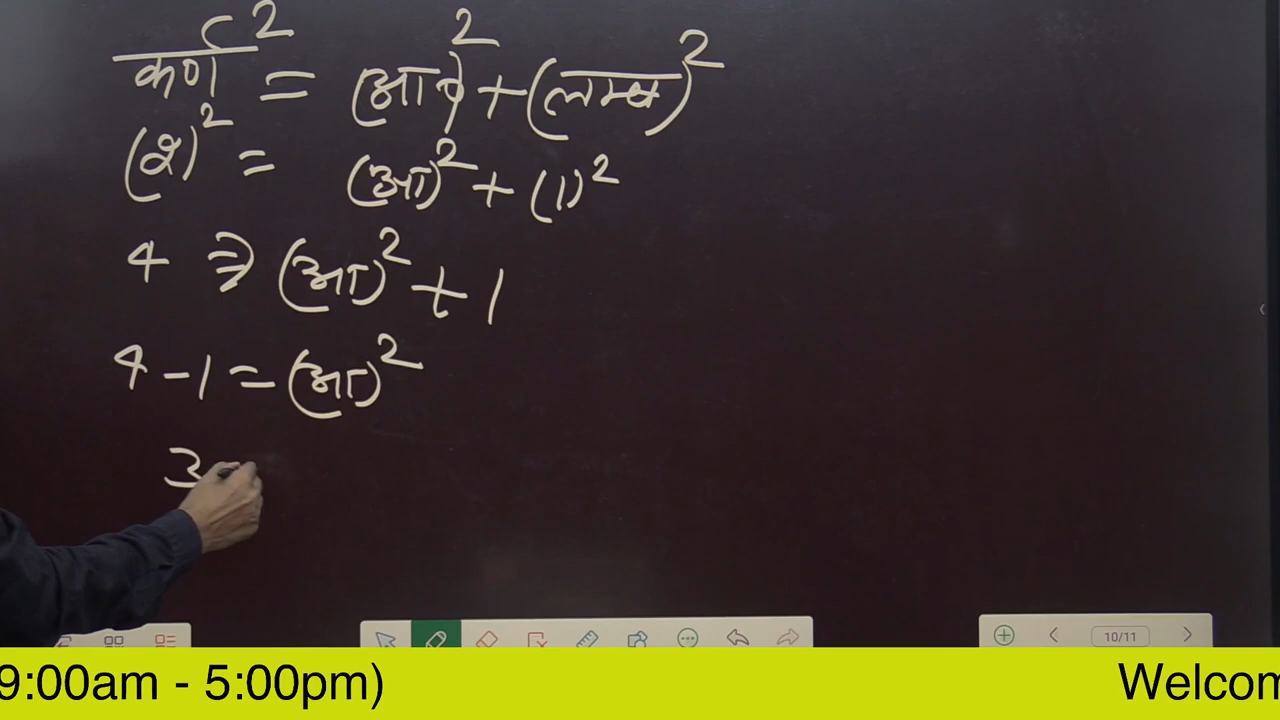 कर्ण² = (आ०)² + (लम्ब)²
(2)² = (आ)² + (1)²
4 ⇒ (आ)² + 1
4 - 1 = (आ)²
3
10/11
9:00am - 5:00pm) Welcom